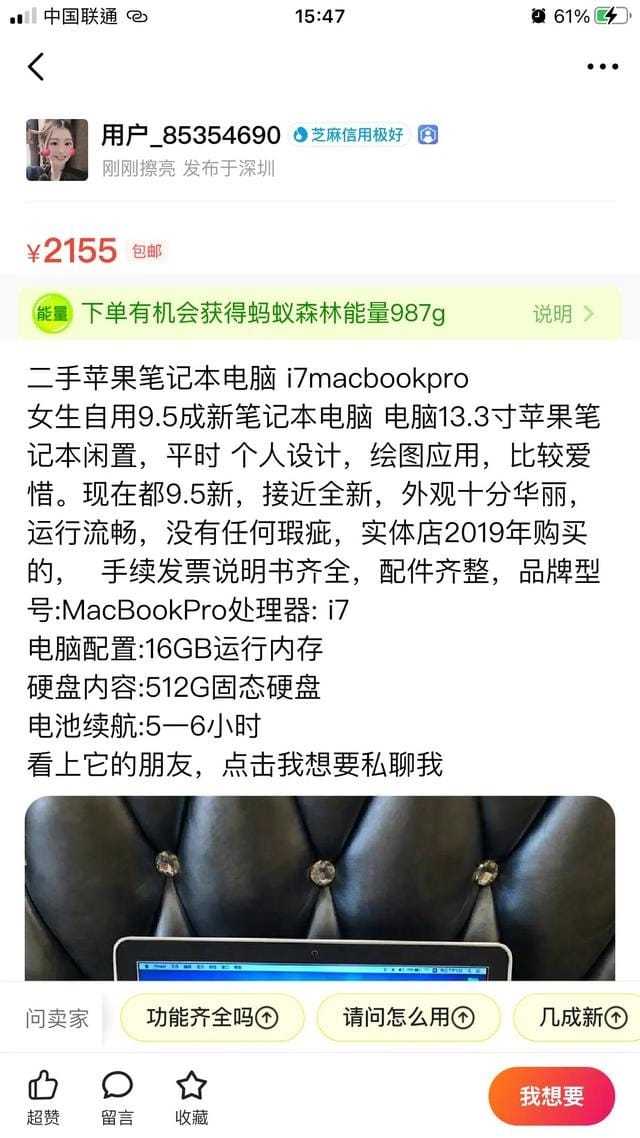 中国联通 15:47 61%
用户_85354690 芝麻信用极好
刚刚擦亮 发布于深圳
¥2155 包邮
能量 下单有机会获得蚂蚁森林能量987g 说明
二手苹果笔记本电脑 i7macbookpro
女生自用9.5成新笔记本电脑 电脑13.3寸苹果笔
记本闲置，平时 个人设计，绘图应用，比较爱
惜。现在都9.5新，接近全新，外观十分华丽，
运行流畅，没有任何瑕疵，实体店2019年购买
的， 手续发票说明书齐全，配件齐整，品牌型
号:MacBookPro处理器: i7
电脑配置:16GB运行内存
硬盘内容:512G固态硬盘
电池续航:5一6小时
看上它的朋友，点击我想要私聊我
问卖家 功能齐全吗 请问怎么用 几成新
超赞 留言 收藏 我想要